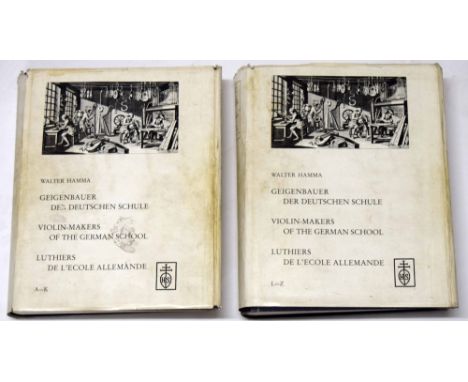 WALTER HAMMA
GEIGENBAUER
DER DEUTSCHEN SCHULE
VIOLIN-MAKERS
OF THE GERMAN SCHOOL
LUTHIERS
DE L'ECOLE ALLEMANDE
A—K
WALTER HAMMA
GEIGENBAUER
DER DEUTSCHEN SCHULE
VIOLIN-MAKERS
OF THE GERMAN SCHOOL
LUTHIERS
DE L'ECOLE ALLEMANDE
L—Z